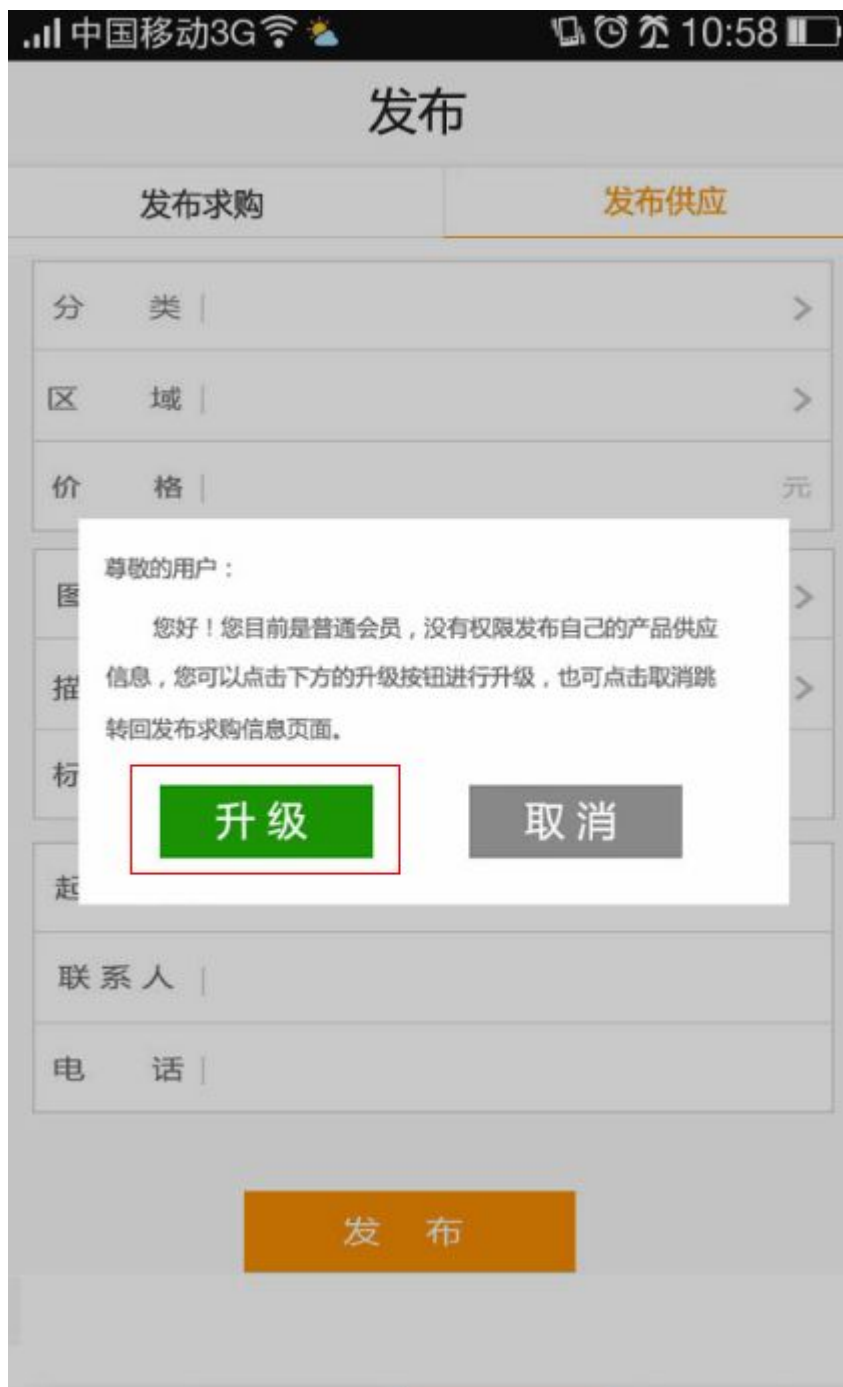 中国移动3G 10:58
发布
发布求购 发布供应
分 类
区 域
价 格 元
尊敬的用户：
图
您好！您目前是普通会员，没有权限发布自己的产品供应
描 信息，您可以点击下方的升级按钮进行升级，也可点击取消跳
转回发布求购信息页面。
标
升级 取消
起
联系人
电 话
发 布